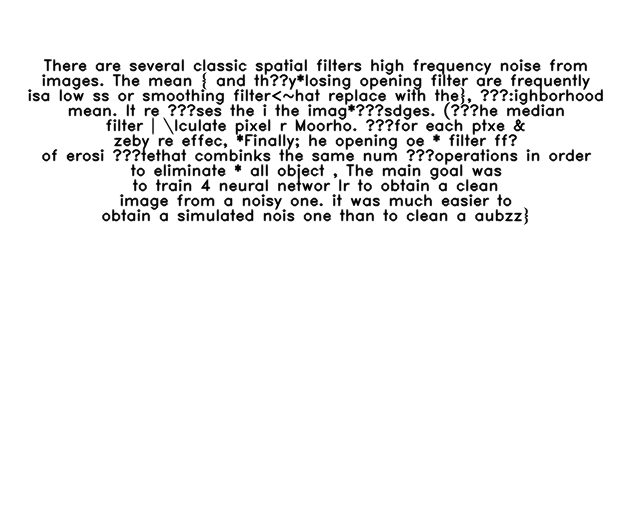 There are several classic spatial filters high frequency noise from
images. The mean { and th??y*losing opening filter are frequently
isa low ss or smoothing filter<~hat replace with the}, ???:ighborhood
mean. It re ???ses the i the imag*???sdges. (???he median
filter | \lculate pixel r Moorho. ???for each ptxe &
zeby re effec, *Finally; he opening oe * filter ff?
of erosi ???tethat combinks the same num ???operations in order
to eliminate * all object , The main goal was
to train 4 neural networ lr to obtain a clean
image from a noisy one. it was much easier to
obtain a simulated nois one than to clean a aubzz}